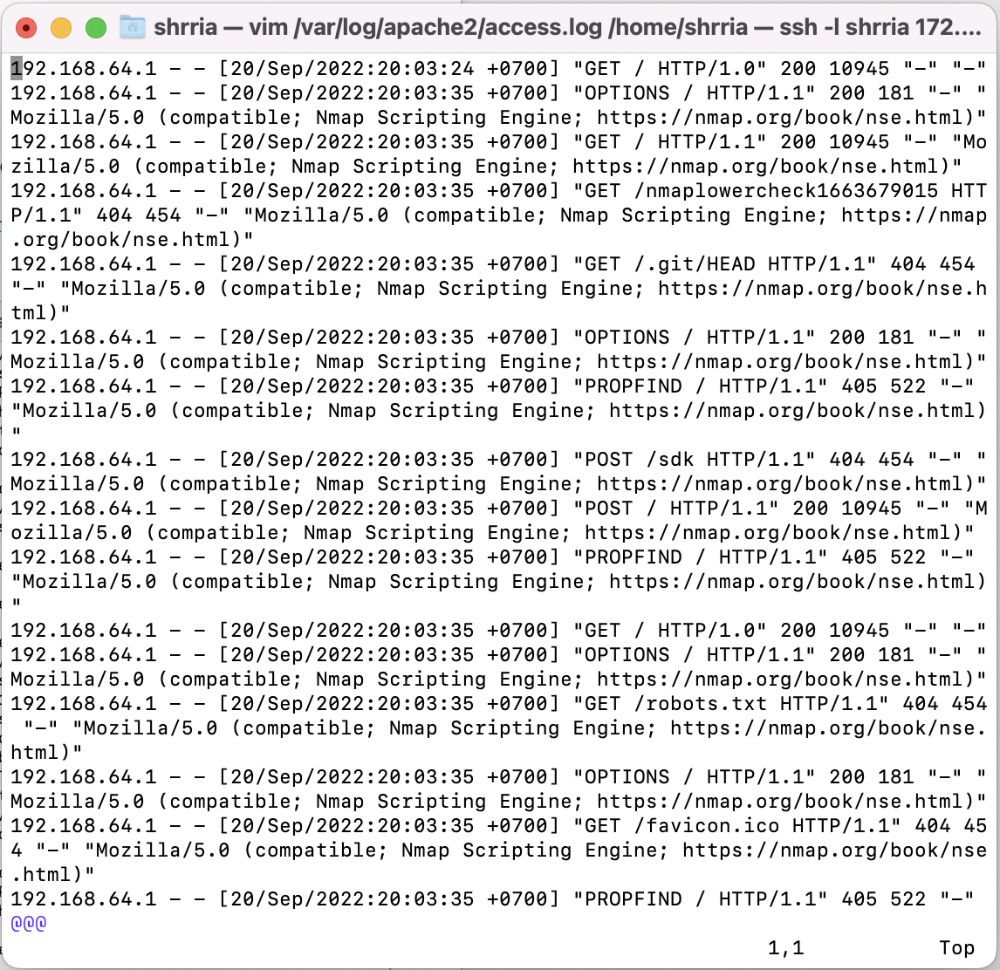 shrria — vim /var/log/apache2/access.log /home/shrria — ssh -l shrria 172....
192.168.64.1 - - [20/Sep/2022:20:03:24 +0700] "GET / HTTP/1.0" 200 10945 "-" "-"
192.168.64.1 - - [20/Sep/2022:20:03:35 +0700] "OPTIONS / HTTP/1.1" 200 181 "-" "
Mozilla/5.0 (compatible; Nmap Scripting Engine; https://nmap.org/book/nse.html)"
192.168.64.1 - - [20/Sep/2022:20:03:35 +0700] "GET / HTTP/1.1" 200 10945 "-" "Mo
zilla/5.0 (compatible; Nmap Scripting Engine; https://nmap.org/book/nse.html)"
192.168.64.1 - - [20/Sep/2022:20:03:35 +0700] "GET /nmaplowercheck1663679015 HTT
P/1.1" 404 454 "-" "Mozilla/5.0 (compatible; Nmap Scripting Engine; https://nmap
.org/book/nse.html)"
192.168.64.1 - - [20/Sep/2022:20:03:35 +0700] "GET /.git/HEAD HTTP/1.1" 404 454
"-" "Mozilla/5.0 (compatible; Nmap Scripting Engine; https://nmap.org/book/nse.h
tml)"
192.168.64.1 - - [20/Sep/2022:20:03:35 +0700] "OPTIONS / HTTP/1.1" 200 181 "-" "
Mozilla/5.0 (compatible; Nmap Scripting Engine; https://nmap.org/book/nse.html)"
192.168.64.1 - - [20/Sep/2022:20:03:35 +0700] "PROPFIND / HTTP/1.1" 405 522 "-"
"Mozilla/5.0 (compatible; Nmap Scripting Engine; https://nmap.org/book/nse.html)
"
192.168.64.1 - - [20/Sep/2022:20:03:35 +0700] "POST /sdk HTTP/1.1" 404 454 "-" "
Mozilla/5.0 (compatible; Nmap Scripting Engine; https://nmap.org/book/nse.html)"
192.168.64.1 - - [20/Sep/2022:20:03:35 +0700] "POST / HTTP/1.1" 200 10945 "-" "M
ozilla/5.0 (compatible; Nmap Scripting Engine; https://nmap.org/book/nse.html)"
192.168.64.1 - - [20/Sep/2022:20:03:35 +0700] "PROPFIND / HTTP/1.1" 405 522 "-"
"Mozilla/5.0 (compatible; Nmap Scripting Engine; https://nmap.org/book/nse.html)
"
192.168.64.1 - - [20/Sep/2022:20:03:35 +0700] "GET / HTTP/1.0" 200 10945 "-" "-"
192.168.64.1 - - [20/Sep/2022:20:03:35 +0700] "OPTIONS / HTTP/1.1" 200 181 "-" "
Mozilla/5.0 (compatible; Nmap Scripting Engine; https://nmap.org/book/nse.html)"
192.168.64.1 - - [20/Sep/2022:20:03:35 +0700] "GET /robots.txt HTTP/1.1" 404 454
 "-" "Mozilla/5.0 (compatible; Nmap Scripting Engine; https://nmap.org/book/nse.
html)"
192.168.64.1 - - [20/Sep/2022:20:03:35 +0700] "OPTIONS / HTTP/1.1" 200 181 "-" "
Mozilla/5.0 (compatible; Nmap Scripting Engine; https://nmap.org/book/nse.html)"
192.168.64.1 - - [20/Sep/2022:20:03:35 +0700] "GET /favicon.ico HTTP/1.1" 404 45
4 "-" "Mozilla/5.0 (compatible; Nmap Scripting Engine; https://nmap.org/book/nse
.html)"
192.168.64.1 - - [20/Sep/2022:20:03:35 +0700] "PROPFIND / HTTP/1.1" 405 522 "-"
@@@
1,1 Top